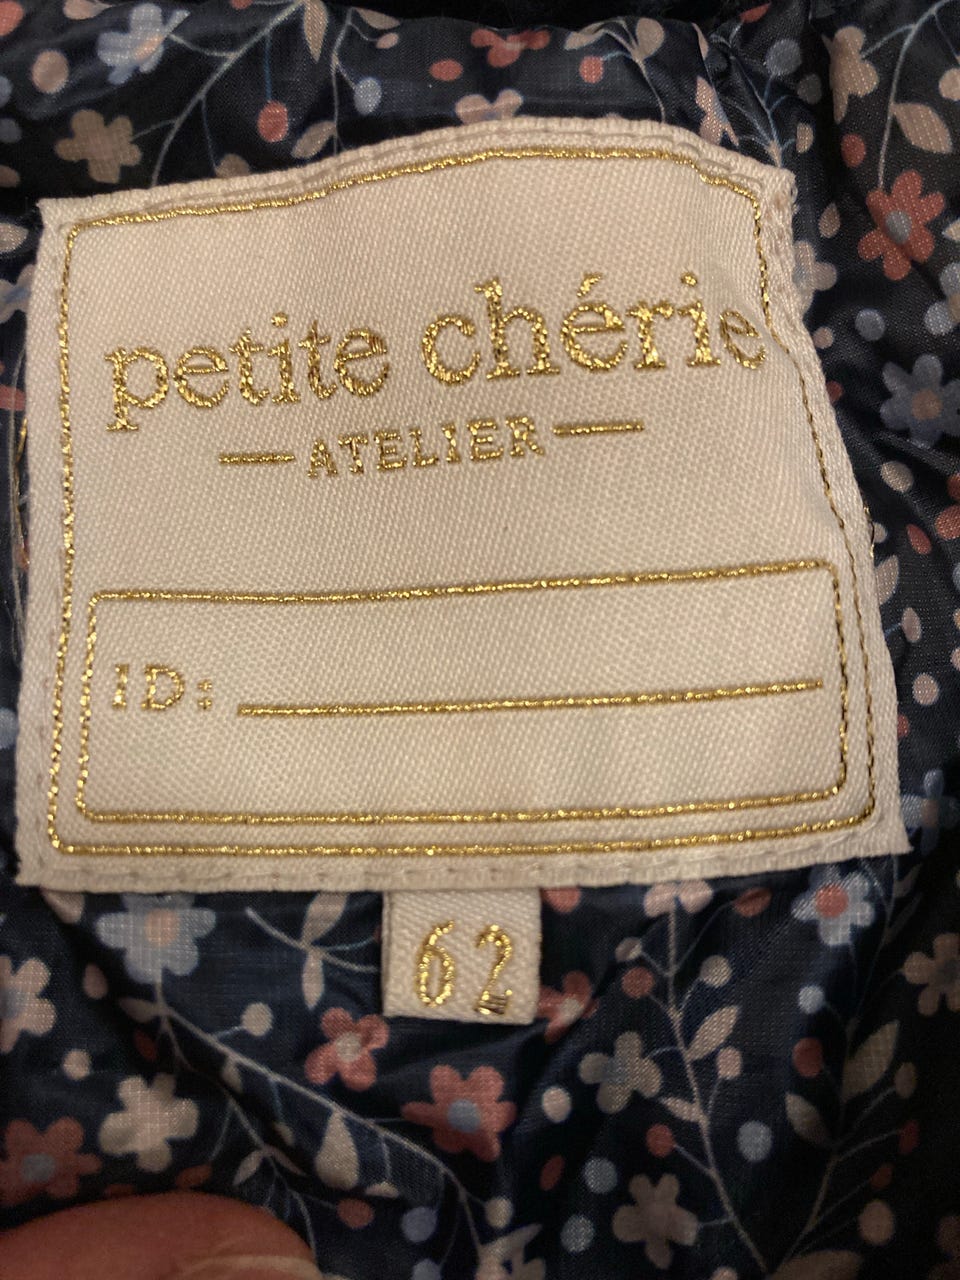 petite chérie
ATELIER
ID:
62